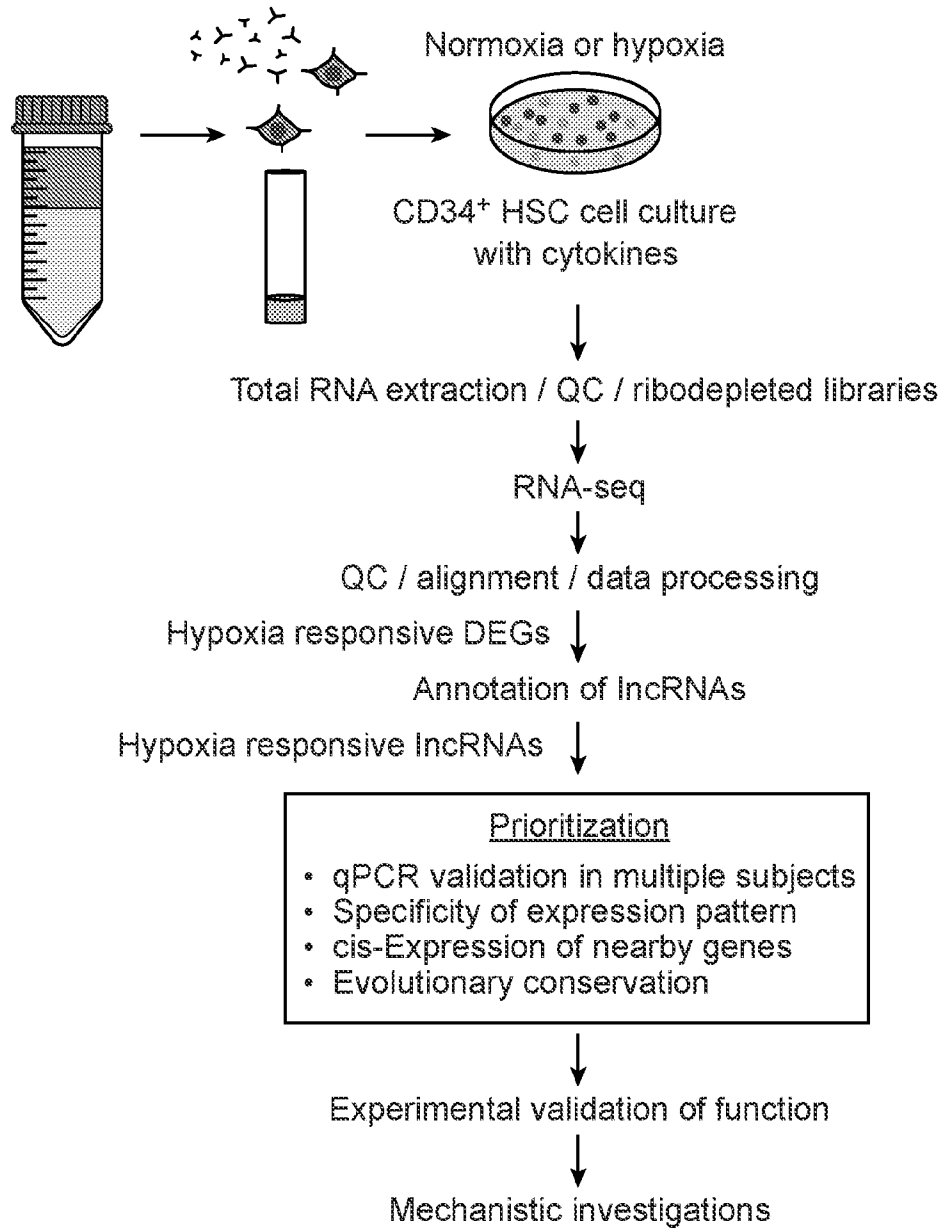 Normoxia or hypoxia
CD34+ HSC cell culture
with cytokines
Total RNA extraction / QC / ribodepleted libraries
RNA-seq
QC / alignment / data processing
Hypoxia responsive DEGs
Annotation of lncRNAs
Hypoxia responsive lncRNAs
Prioritization
• qPCR validation in multiple subjects
• Specificity of expression pattern
• cis-Expression of nearby genes
• Evolutionary conservation
Experimental validation of function
Mechanistic investigations